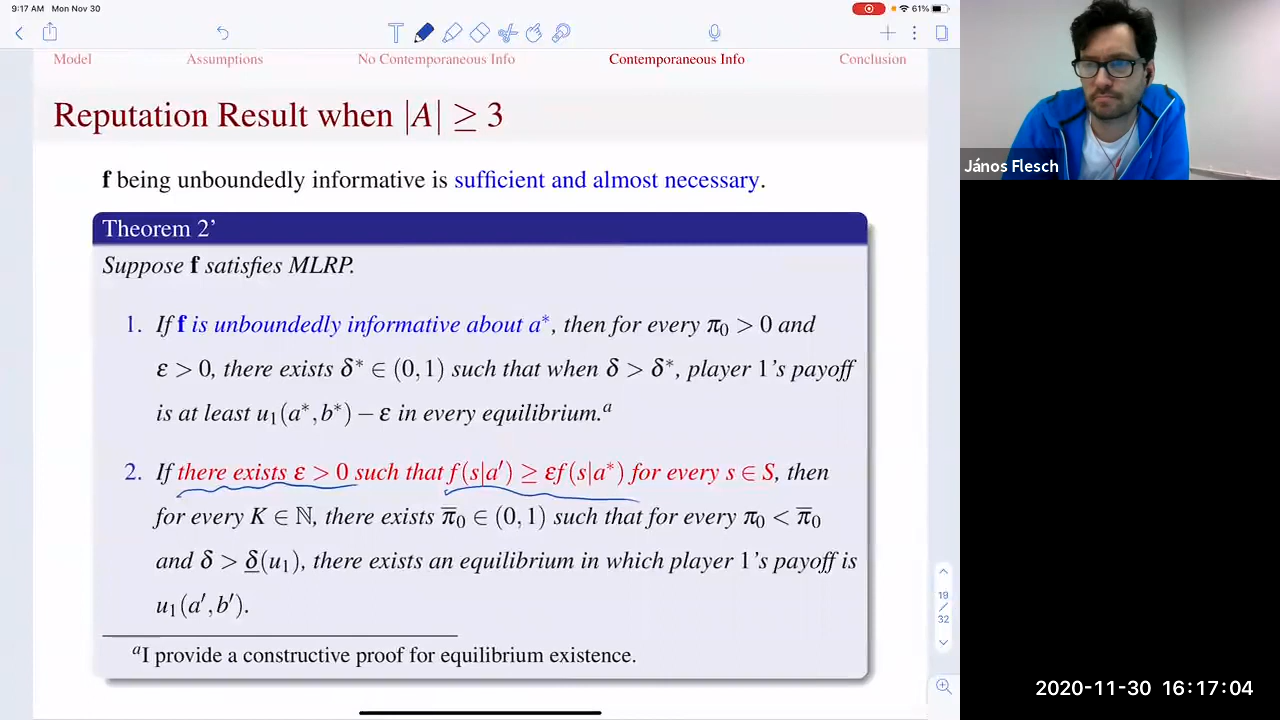 9:17 AM Mon Nov 30
61%
Model Assumptions No Contemporaneous Info Contemporaneous Info Conclusion
Reputation Result when |A| ≥ 3
f being unboundedly informative is sufficient and almost necessary.
Theorem 2'
Suppose f satisfies MLRP.
1. If f is unboundedly informative about a*, then for every π₀ > 0 and
ε > 0, there exists δ* ∈ (0,1) such that when δ > δ*, player 1's payoff
is at least u₁(a*,b*) − ε in every equilibrium.ᵃ
2. If there exists ε > 0 such that f(s|a′) ≥ εf(s|a*) for every s ∈ S, then
for every K ∈ ℕ, there exists π̅₀ ∈ (0,1) such that for every π₀ < π̅₀
and δ > δ̲(u₁), there exists an equilibrium in which player 1's payoff is
u₁(a′,b′).
ᵃI provide a constructive proof for equilibrium existence.
19
/
32
János Flesch
2020-11-30 16:17:04